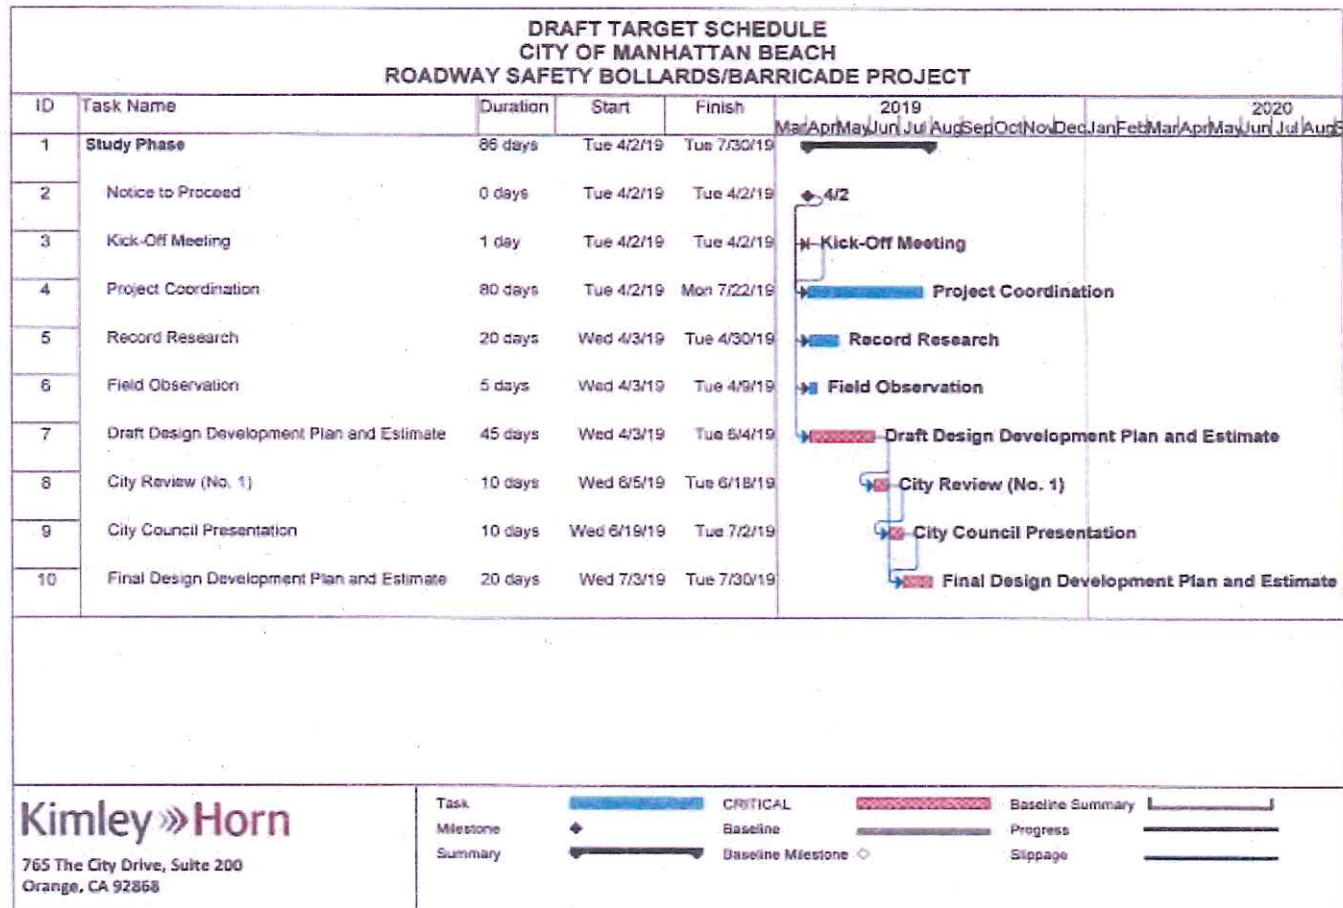 DRAFT TARGET SCHEDULE
CITY OF MANHATTAN BEACH
ROADWAY SAFETY BOLLARDS/BARRICADE PROJECT
ID Task Name Duration Start Finish 2019 2020
Mar Apr May Jun Jul Aug Sep Oct Nov Dec Jan Feb Mar Apr May Jun Jul Aug S
1 Study Phase 86 days Tue 4/2/19 Tue 7/30/19
2 Notice to Proceed 0 days Tue 4/2/19 Tue 4/2/19 4/2
3 Kick-Off Meeting 1 day Tue 4/2/19 Tue 4/2/19 Kick-Off Meeting
4 Project Coordination 80 days Tue 4/2/19 Mon 7/22/19 Project Coordination
5 Record Research 20 days Wed 4/3/19 Tue 4/30/19 Record Research
6 Field Observation 5 days Wed 4/3/19 Tue 4/9/19 Field Observation
7 Draft Design Development Plan and Estimate 45 days Wed 4/3/19 Tue 6/4/19 Draft Design Development Plan and Estimate
8 City Review (No. 1) 10 days Wed 6/5/19 Tue 6/18/19 City Review (No. 1)
9 City Council Presentation 10 days Wed 6/19/19 Tue 7/2/19 City Council Presentation
10 Final Design Development Plan and Estimate 20 days Wed 7/3/19 Tue 7/30/19 Final Design Development Plan and Estimate
Kimley»Horn
765 The City Drive, Suite 200
Orange, CA 92868
Task CRITICAL Baseline Summary
Milestone Baseline Progress
Summary Baseline Milestone Slippage